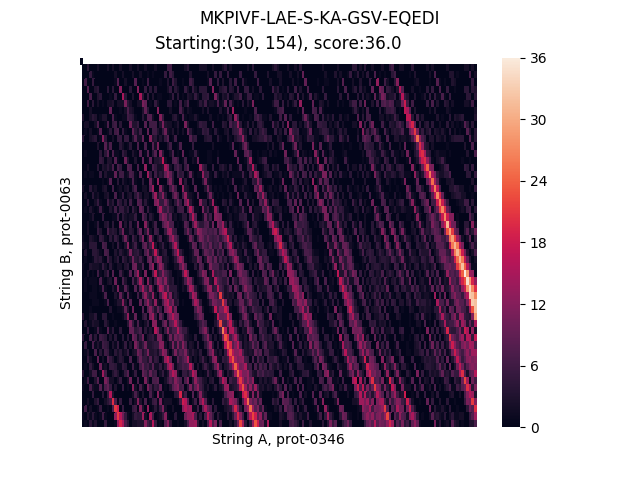 MKPIVF-LAE-S-KA-GSV-EQEDI
Starting:(30, 154), score:36.0
36
30
24
18
12
6
0
String B, prot-0063
String A, prot-0346